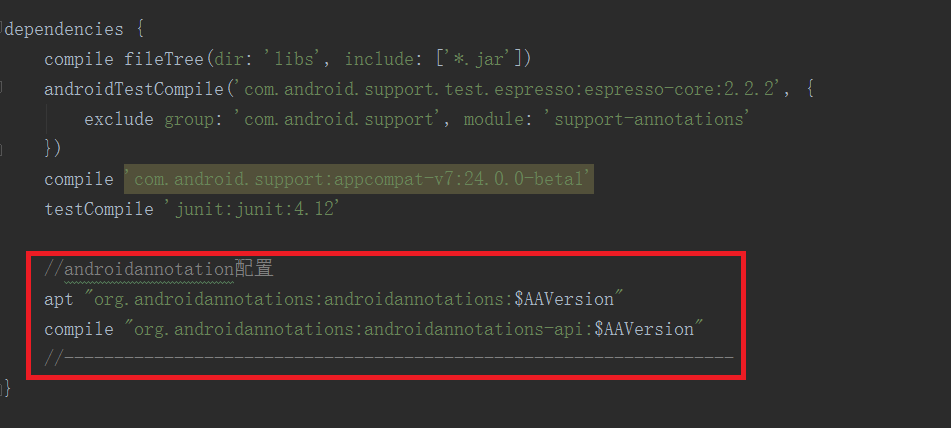 dependencies {
compile fileTree(dir: 'libs', include: ['*.jar'])
androidTestCompile('com.android.support.test.espresso:espresso-core:2.2.2', {
exclude group: 'com.android.support', module: 'support-annotations'
})
compile 'com.android.support:appcompat-v7:24.0.0-beta1'
testCompile 'junit:junit:4.12'
//androidannotation配置
apt "org.androidannotations:androidannotations:$AAVersion"
compile "org.androidannotations:androidannotations-api:$AAVersion"
//-------------------------------------------------------------------
}